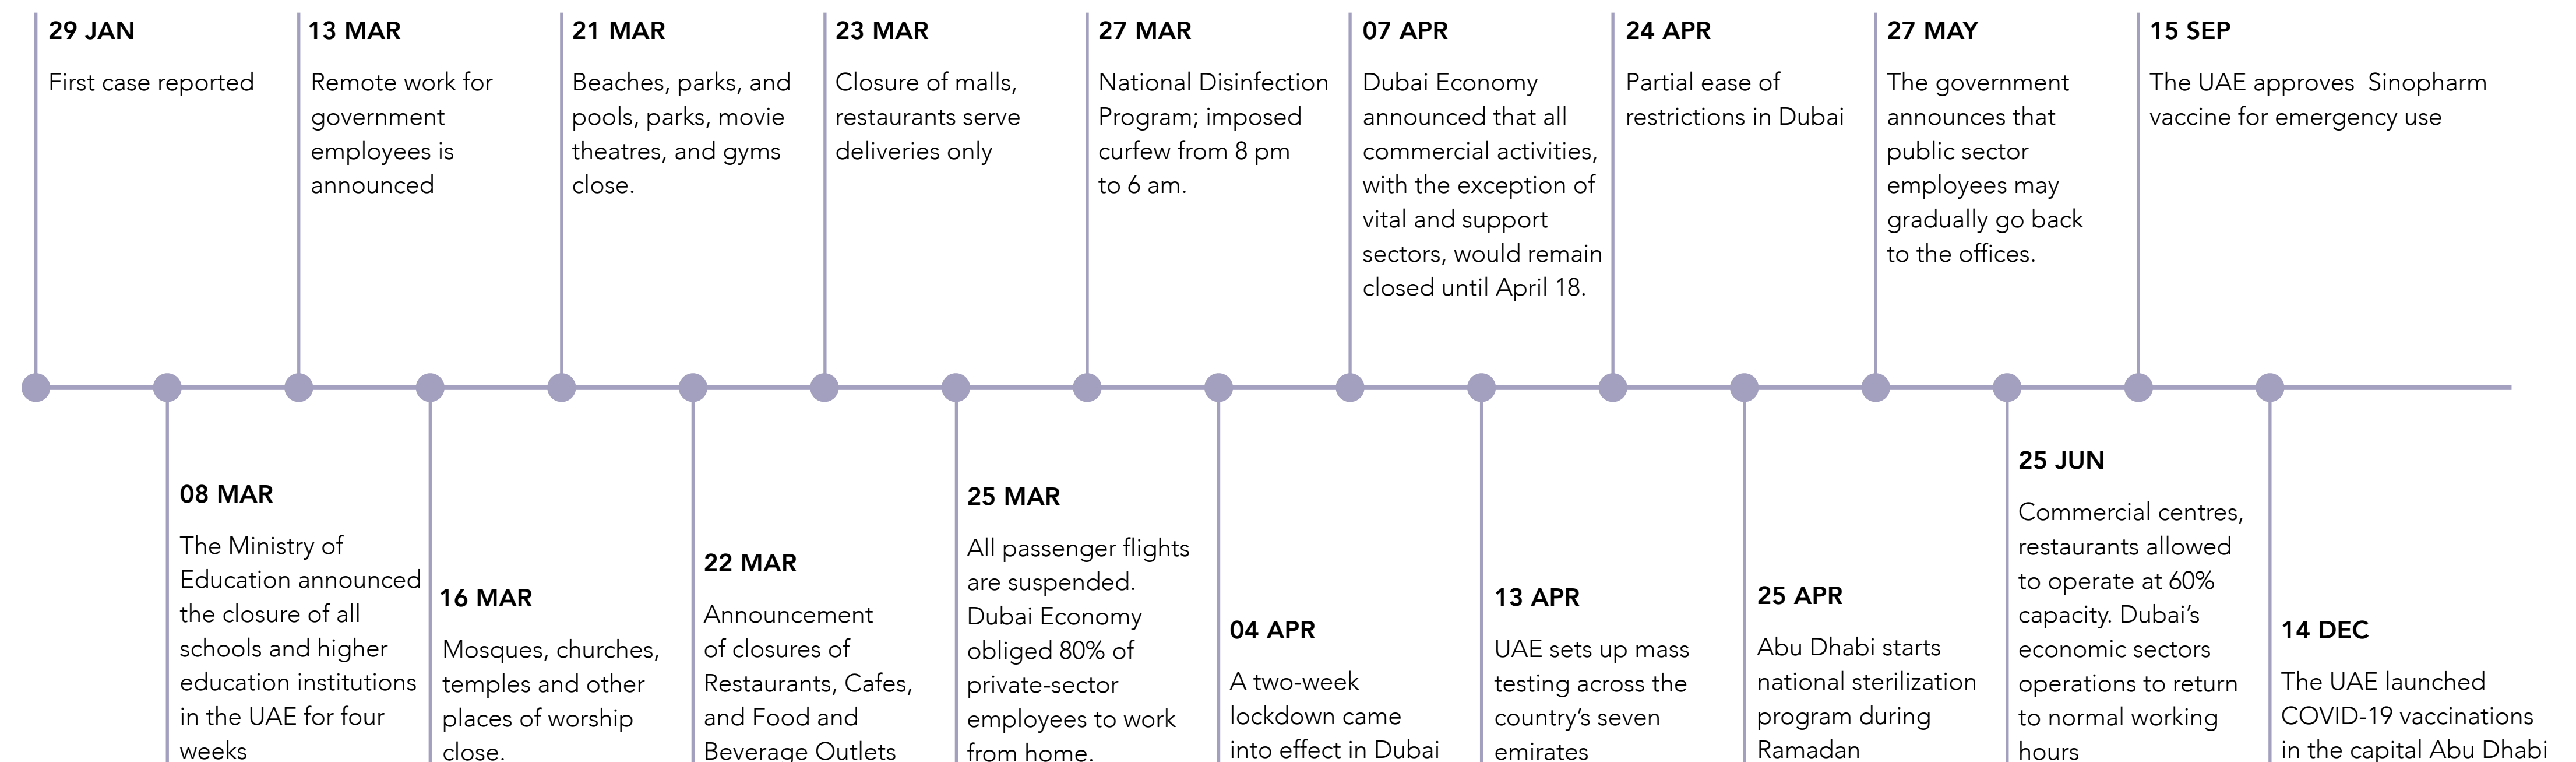 29 JAN
First case reported
13 MAR
Remote work for
government
employees is
announced
21 MAR
Beaches, parks, and
pools, parks, movie
theatres, and gyms
close.
23 MAR
Closure of malls,
restaurants serve
deliveries only
27 MAR
National Disinfection
Program; imposed
curfew from 8 pm
to 6 am.
07 APR
Dubai Economy
announced that all
commercial activities,
with the exception of
vital and support
sectors, would remain
closed until April 18.
24 APR
Partial ease of
restrictions in Dubai
27 MAY
The government
announces that
public sector
employees may
gradually go back
to the offices.
15 SEP
The UAE approves  Sinopharm
vaccine for emergency use
08 MAR
The Ministry of
Education announced
the closure of all
schools and higher
education institutions
in the UAE for four
weeks
16 MAR
Mosques, churches,
temples and other
places of worship
close.
22 MAR
Announcement
of closures of
Restaurants, Cafes,
and Food and
Beverage Outlets
25 MAR
All passenger flights
are suspended.
Dubai Economy
obliged 80% of
private-sector
employees to work
from home.
04 APR
A two-week
lockdown came
into effect in Dubai
13 APR
UAE sets up mass
testing across the
country’s seven
emirates
25 APR
Abu Dhabi starts
national sterilization
program during
Ramadan
25 JUN
Commercial centres,
restaurants allowed
to operate at 60%
capacity. Dubai’s
economic sectors
operations to return
to normal working
hours
14 DEC
The UAE launched
COVID-19 vaccinations
in the capital Abu Dhabi